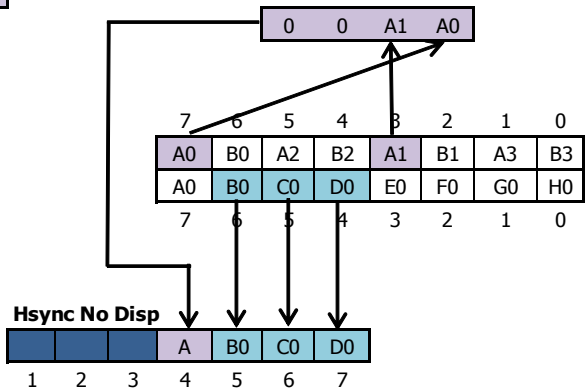 0 0 A1 A0
7 6 5 4 3 2 1 0
A0 B0 A2 B2 A1 B1 A3 B3
A0 B0 C0 D0 E0 F0 G0 H0
7 6 5 4 3 2 1 0
Hsync No Disp
A B0 C0 D0
1 2 3 4 5 6 7